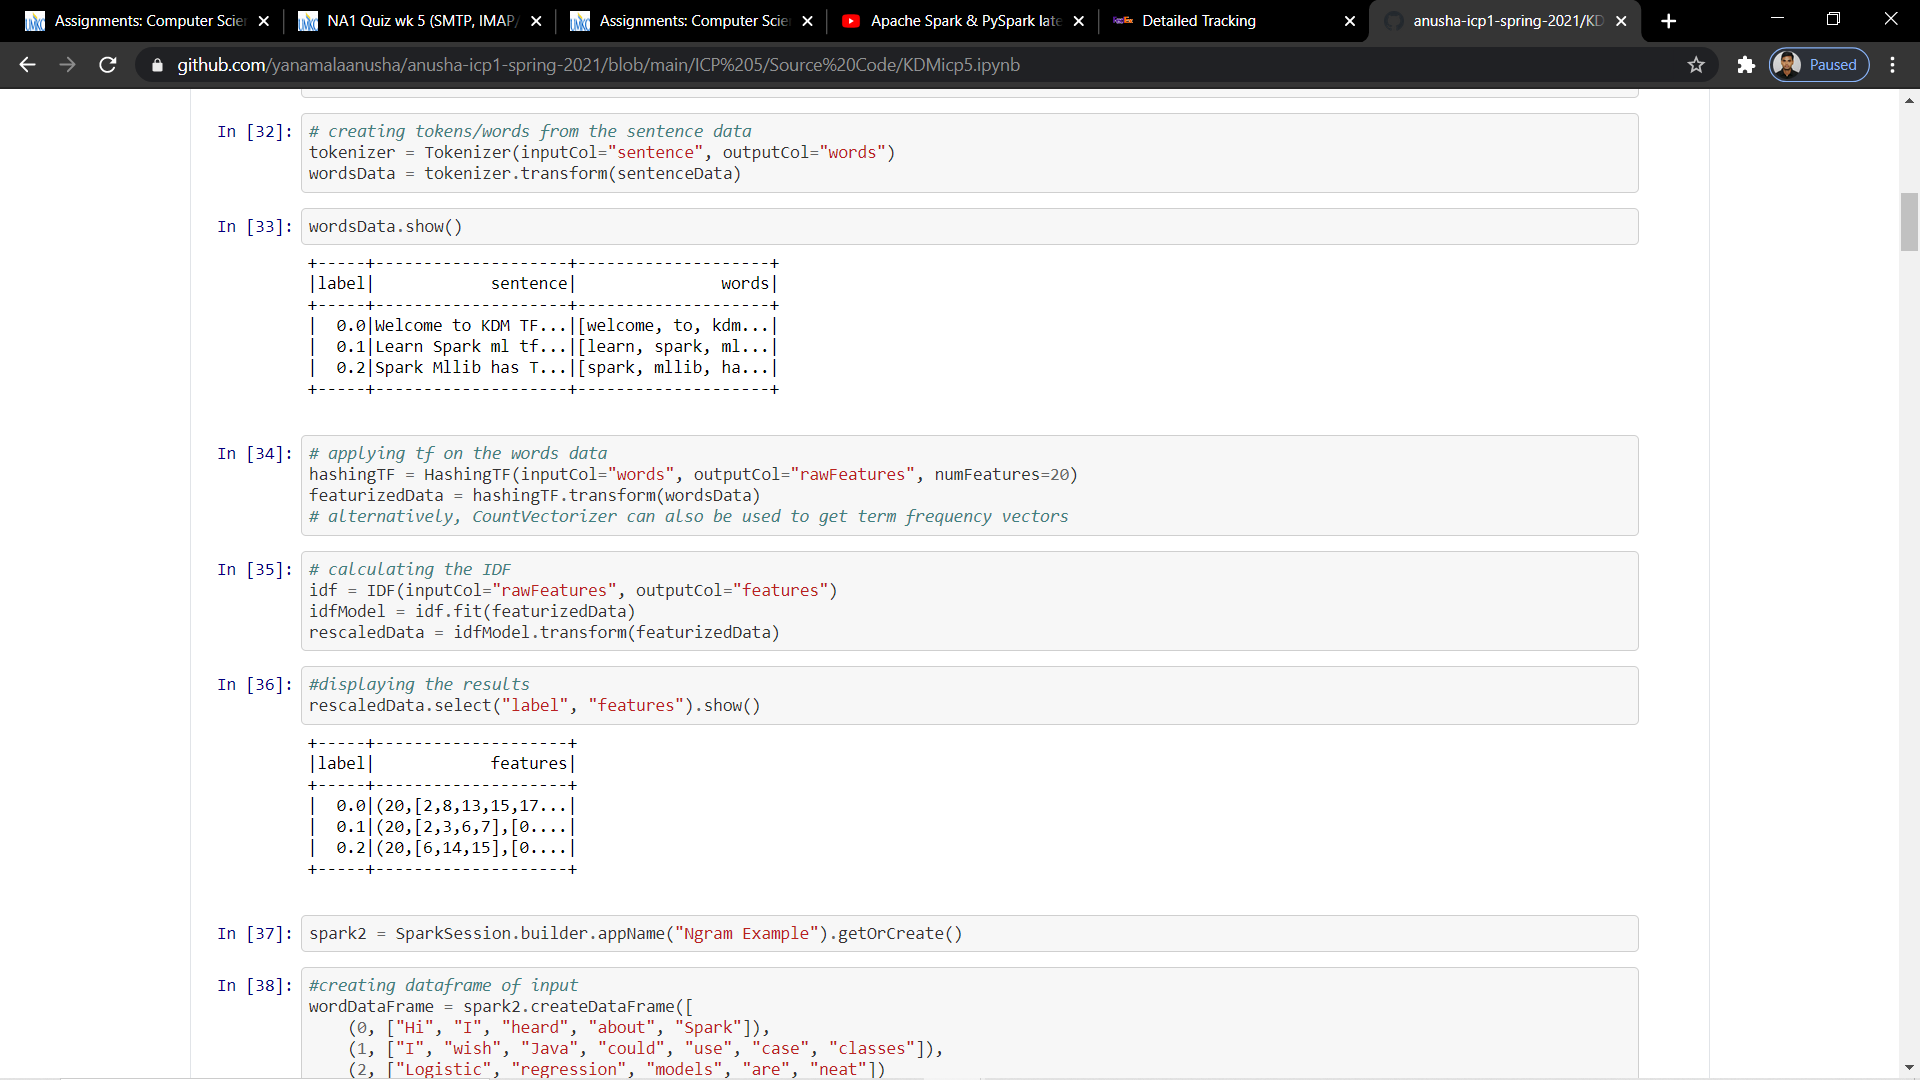 Assignments: Computer Scien
NA1 Quiz wk 5 (SMTP, IMAP,
Assignments: Computer Scien
Apache Spark & PySpark late
Detailed Tracking
anusha-icp1-spring-2021/KD
github.com/yanamalaanusha/anusha-icp1-spring-2021/blob/main/ICP%205/Source%20Code/KDMicp5.ipynb
Paused
In [32]: # creating tokens/words from the sentence data
tokenizer = Tokenizer(inputCol="sentence", outputCol="words")
wordsData = tokenizer.transform(sentenceData)
In [33]: wordsData.show()
+-----+--------------------+--------------------+
|label|            sentence|               words|
+-----+--------------------+--------------------+
|  0.0|Welcome to KDM TF...|[welcome, to, kdm...|
|  0.1|Learn Spark ml tf...|[learn, spark, ml...|
|  0.2|Spark Mllib has T...|[spark, mllib, ha...|
+-----+--------------------+--------------------+
In [34]: # applying tf on the words data
hashingTF = HashingTF(inputCol="words", outputCol="rawFeatures", numFeatures=20)
featurizedData = hashingTF.transform(wordsData)
# alternatively, CountVectorizer can also be used to get term frequency vectors
In [35]: # calculating the IDF
idf = IDF(inputCol="rawFeatures", outputCol="features")
idfModel = idf.fit(featurizedData)
rescaledData = idfModel.transform(featurizedData)
In [36]: #displaying the results
rescaledData.select("label", "features").show()
+-----+--------------------+
|label|            features|
+-----+--------------------+
|  0.0|(20,[2,8,13,15,17...|
|  0.1|(20,[2,3,6,7],[0....|
|  0.2|(20,[6,14,15],[0....|
+-----+--------------------+
In [37]: spark2 = SparkSession.builder.appName("Ngram Example").getOrCreate()
In [38]: #creating dataframe of input
wordDataFrame = spark2.createDataFrame([
(0, ["Hi", "I", "heard", "about", "Spark"]),
(1, ["I", "wish", "Java", "could", "use", "case", "classes"]),
(2, ["Logistic", "regression", "models", "are", "neat"])